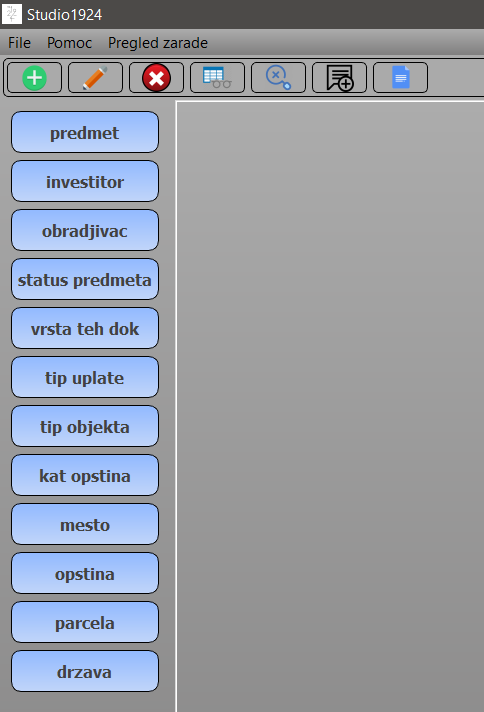 Studio1924
File Pomoc Pregled zarade
predmet
investitor
obradjivac
status predmeta
vrsta teh dok
tip uplate
tip objekta
kat opstina
mesto
opstina
parcela
drzava